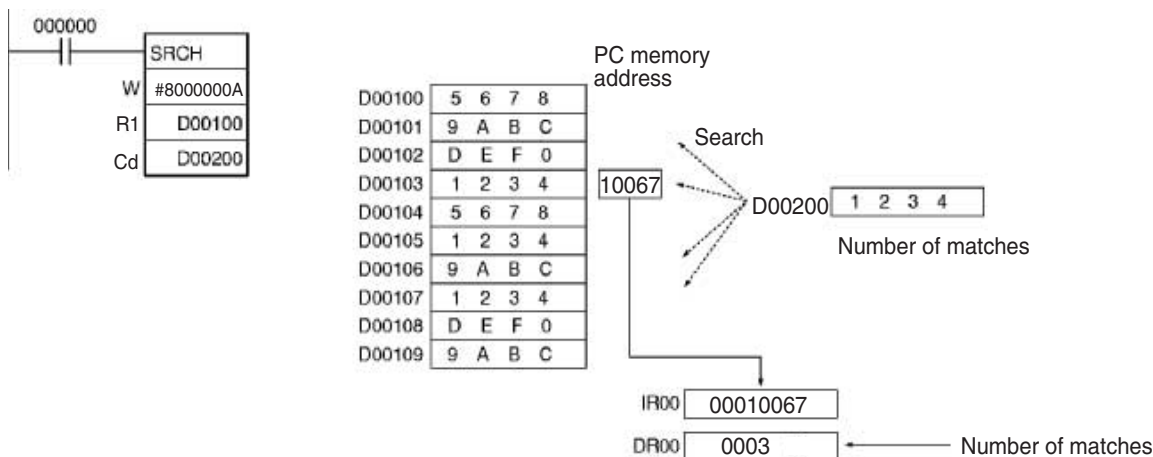 000000
SRCH
W #8000000A
R1 D00100
Cd D00200
PC memory
address
D00100 5 6 7 8
D00101 9 A B C
D00102 D E F 0
D00103 1 2 3 4 10067
D00104 5 6 7 8
D00105 1 2 3 4
D00106 9 A B C
D00107 1 2 3 4
D00108 D E F 0
D00109 9 A B C
Search
D00200 1 2 3 4
Number of matches
IR00 00010067
DR00 0003 Number of matches